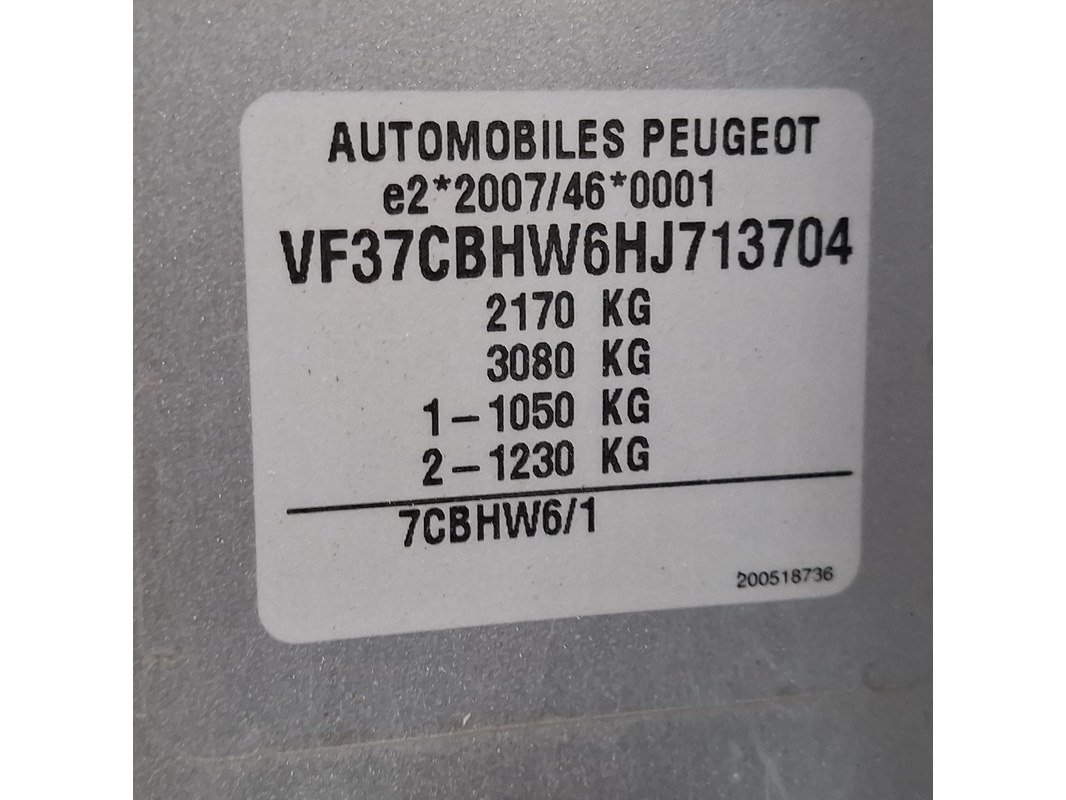 AUTOMOBILES PEUGEOT
e2*2007/46*0001
VF37CBHW6HJ713704
2170 KG
3080 KG
1-1050 KG
2-1230 KG
7CBHW6/1
200518736